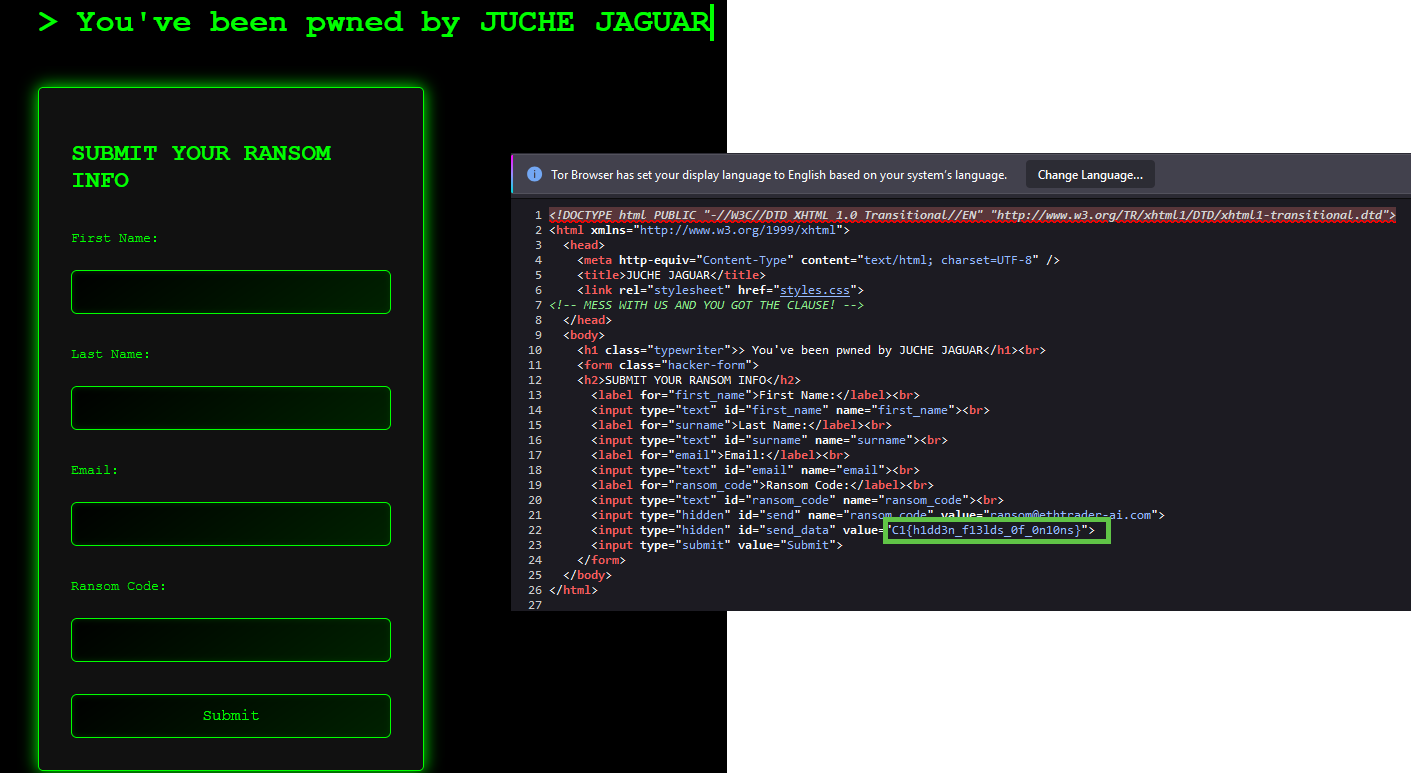 > You've been pwned by JUCHE JAGUAR
SUBMIT YOUR RANSOM
INFO
First Name:
Last Name:
Email:
Ransom Code:
Submit
Tor Browser has set your display language to English based on your system's language.
Change Language...
1 <!DOCTYPE html PUBLIC "-//W3C//DTD XHTML 1.0 Transitional//EN" "http://www.w3.org/TR/xhtml1/DTD/xhtml1-transitional.dtd">
2 <html xmlns="http://www.w3.org/1999/xhtml">
3 <head>
4 <meta http-equiv="Content-Type" content="text/html; charset=UTF-8" />
5 <title>JUCHE JAGUAR</title>
6 <link rel="stylesheet" href="styles.css">
7 <!-- MESS WITH US AND YOU GOT THE CLAUSE! -->
8 </head>
9 <body>
10 <h1 class="typewriter">> You've been pwned by JUCHE JAGUAR</h1><br>
11 <form class="hacker-form">
12 <h2>SUBMIT YOUR RANSOM INFO</h2>
13 <label for="first_name">First Name:</label><br>
14 <input type="text" id="first_name" name="first_name"><br>
15 <label for="surname">Last Name:</label><br>
16 <input type="text" id="surname" name="surname"><br>
17 <label for="email">Email:</label><br>
18 <input type="text" id="email" name="email"><br>
19 <label for="ransom_code">Ransom Code:</label><br>
20 <input type="text" id="ransom_code" name="ransom_code"><br>
21 <input type="hidden" id="send" name="ransom_code" value="ransom@ethtrader-ai.com">
22 <input type="hidden" id="send_data" value="C1{h1dd3n_f13lds_0f_0n10ns}">
23 <input type="submit" value="Submit">
24 </form>
25 </body>
26 </html>
27